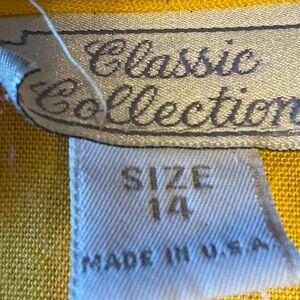 Classic
Collection
SIZE
14
MADE IN U.S.A